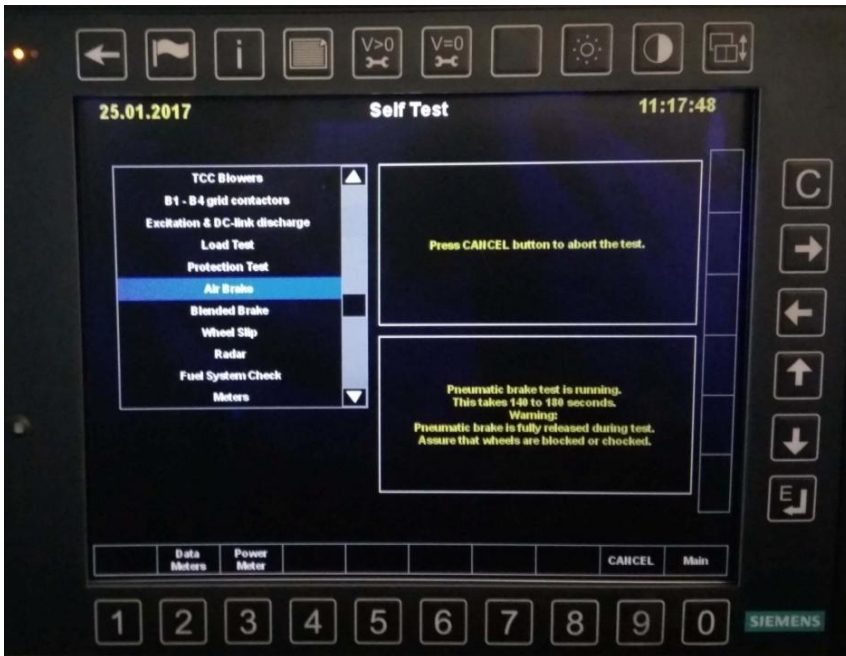 i
V>0
V=0
25.01.2017
Self Test
11:17:48
TCC Blowers
B1 - B4 grid contactors
Excitation & DC-link discharge
Load Test
Protection Test
Air Brake
Blended Brake
Wheel Slip
Radar
Fuel System Check
Meters
Press CANCEL button to abort the test.
Pneumatic brake test is running.
This takes 140 to 180 seconds.
Warning:
Pneumatic brake is fully released during test.
Assure that wheels are blocked or chocked.
C
E
Data
Meters
Power
Meter
CANCEL
Main
1 2 3 4 5 6 7 8 9 0
SIEMENS